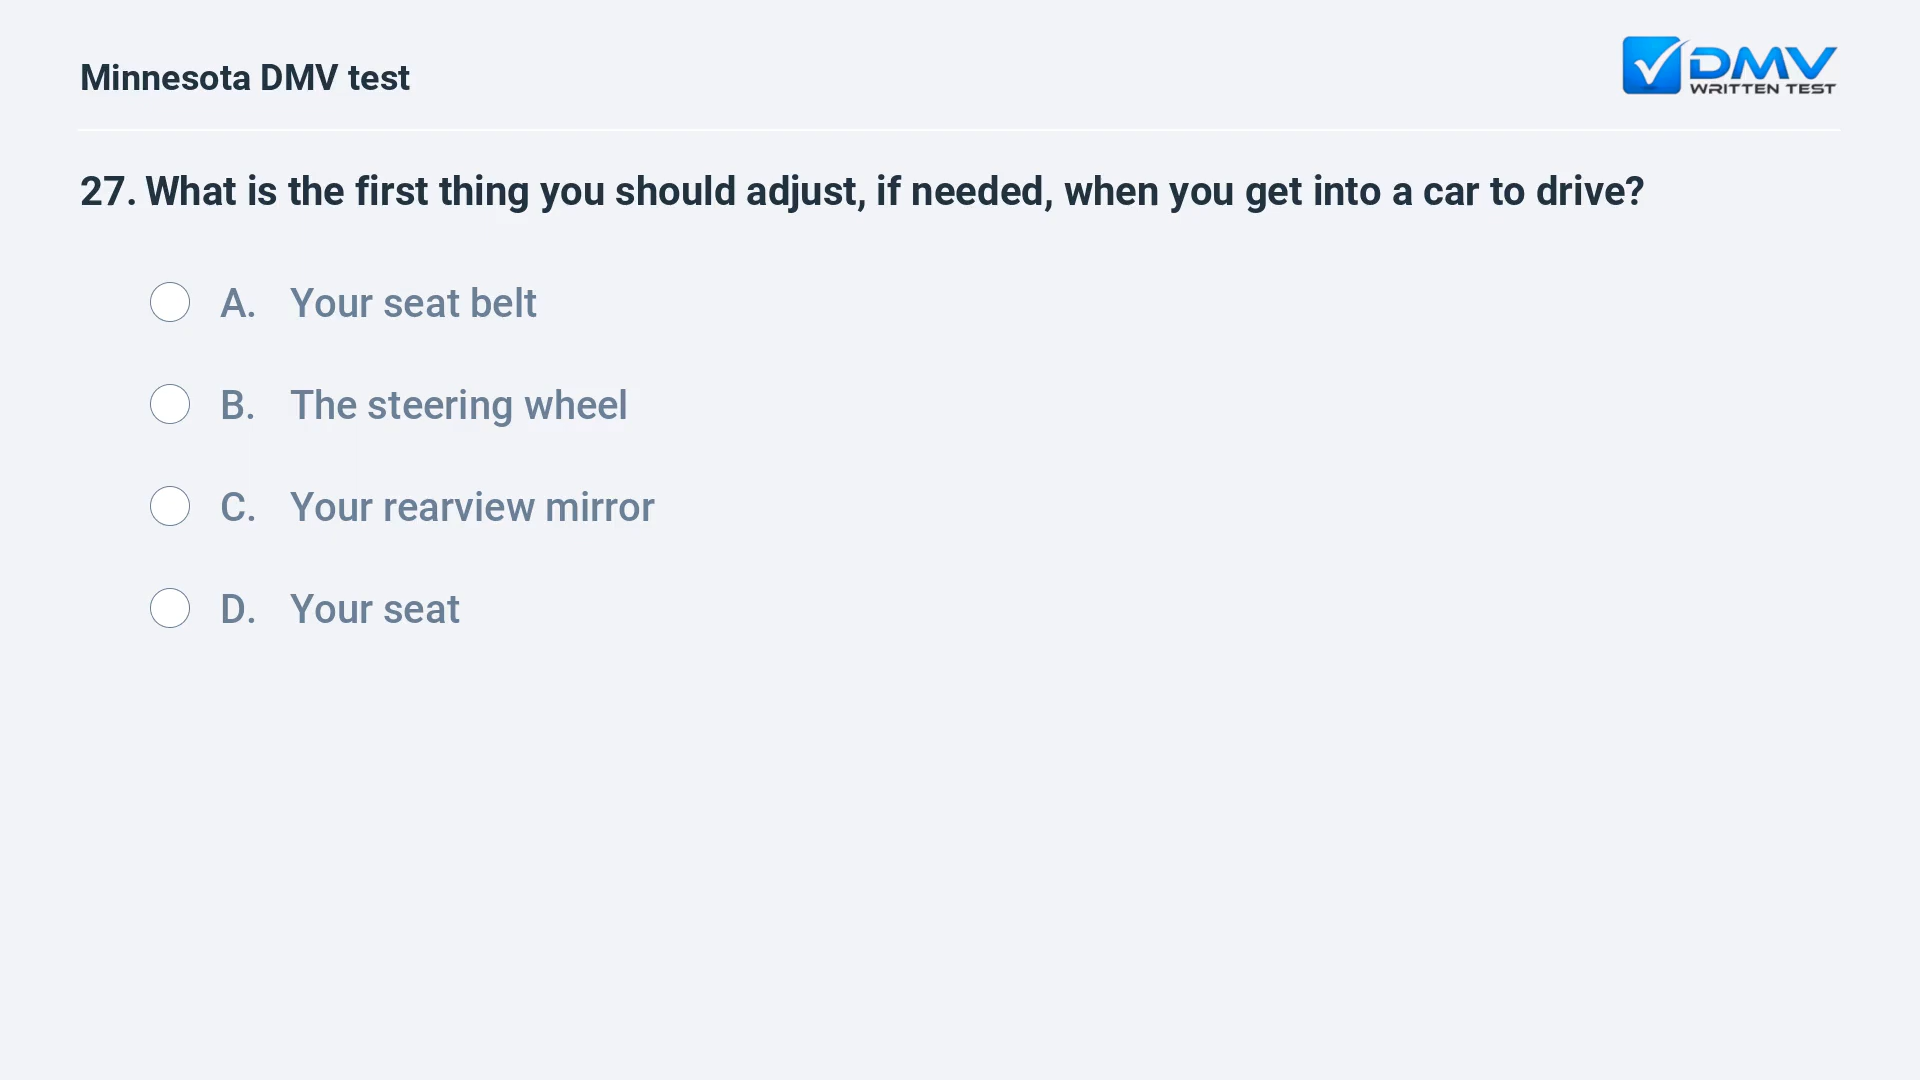 Minnesota DMV test
DMV
WRITTEN TEST
27. What is the first thing you should adjust, if needed, when you get into a car to drive?
A. Your seat belt
B. The steering wheel
C. Your rearview mirror
D. Your seat